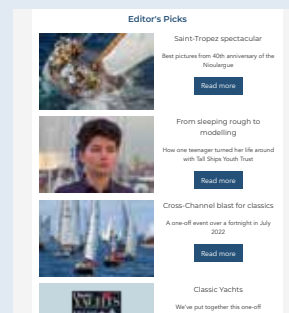 Editor's Picks
Saint-Tropez spectacular
Best pictures from 40th anniversary of the
Nioulargue
Read more
From sleeping rough to
modelling
How one teenager turned her life around
with Tall Ships Youth Trust
Read more
Cross-Channel blast for classics
A one-off event over a fortnight in July
2022
Read more
Classic Yachts
We've put together this one-off